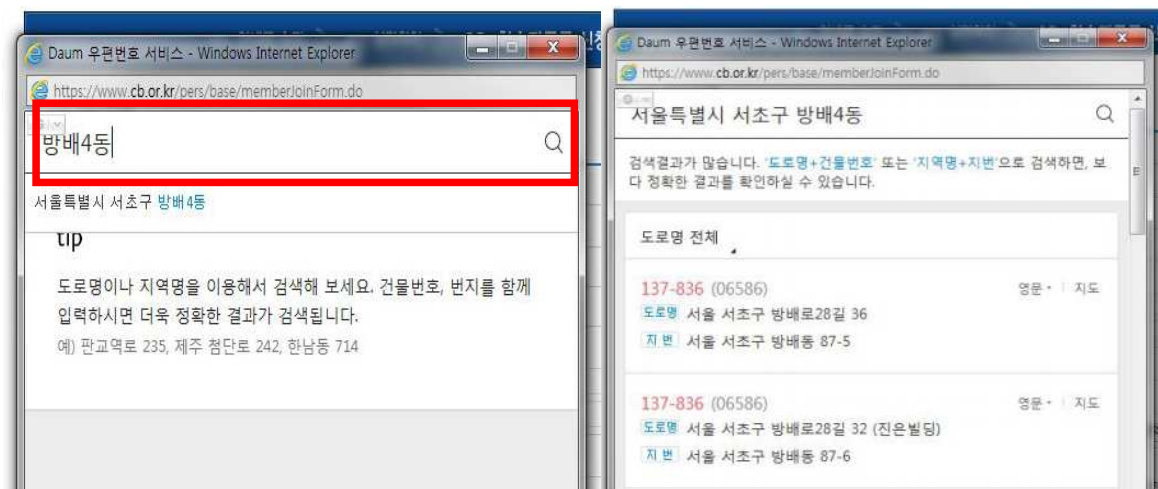 Daum 우편번호 서비스 - Windows Internet Explorer
https://www.cb.or.kr/pers/base/memberJoinForm.do
방배4동
서울특별시 서초구 방배4동
tip
도로명이나 지역명을 이용해서 검색해 보세요. 건물번호, 번지를 함께
입력하시면 더욱 정확한 결과가 검색됩니다.
예) 판교역로 235, 제주 첨단로 242, 한남동 714
Daum 우편번호 서비스 - Windows Internet Explorer
https://www.cb.or.kr/pers/base/memberJoinForm.do
서울특별시 서초구 방배4동
검색결과가 많습니다. '도로명+건물번호' 또는 '지역명+지번'으로 검색하면, 보
다 정확한 결과를 확인하실 수 있습니다.
도로명 전체
137-836 (06586) 영문 지도
도로명 서울 서초구 방배로28길 36
지번 서울 서초구 방배동 87-5
137-836 (06586) 영문 지도
도로명 서울 서초구 방배로28길 32 (진은빌딩)
지번 서울 서초구 방배동 87-6